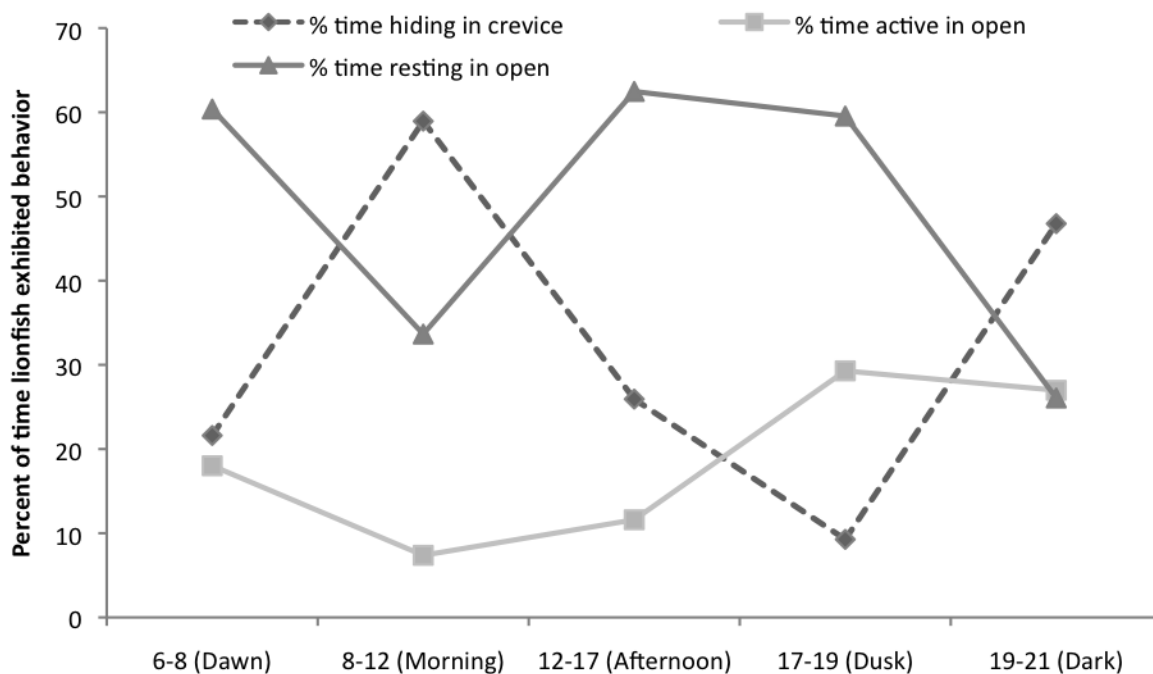 % time hiding in crevice
% time active in open
% time resting in open
Percent of time lionfish exhibited behavior
70
60
50
40
30
20
10
0
6-8 (Dawn)
8-12 (Morning)
12-17 (Afternoon)
17-19 (Dusk)
19-21 (Dark)